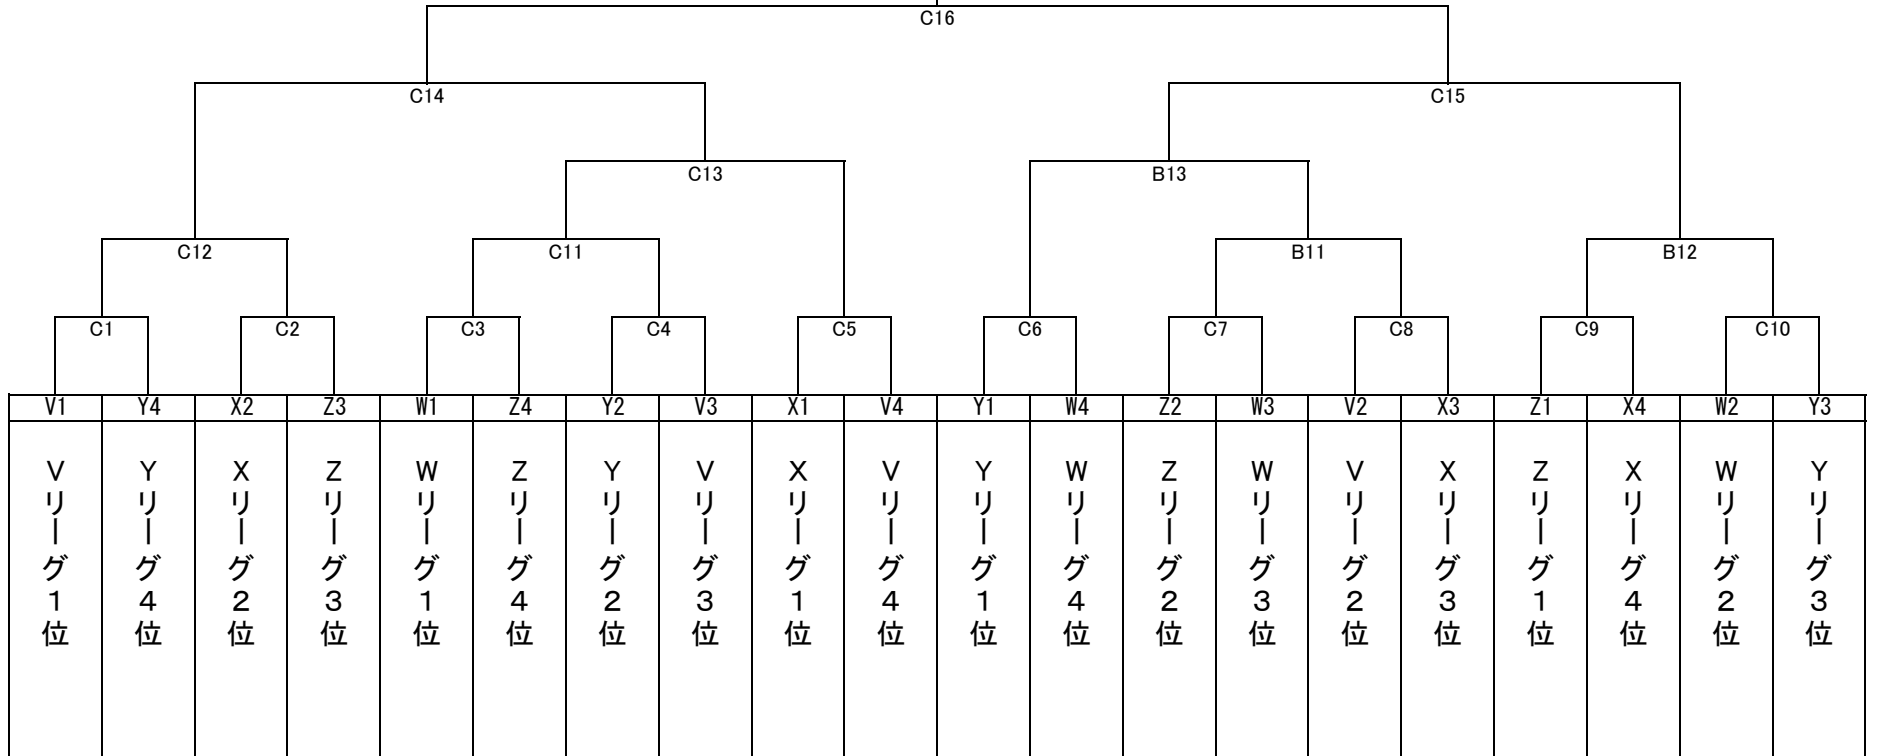 C16
C14 C15
C13 B13
C12 C11 B11 B12
C1 C2 C3 C4 C5 C6 C7 C8 C9 C10
V1 Y4 X2 Z3 W1 Z4 Y2 V3 X1 V4 Y1 W4 Z2 W3 V2 X3 Z1 X4 W2 Y3
Vリーグ1位
Yリーグ4位
Xリーグ2位
Zリーグ3位
Wリーグ1位
Zリーグ4位
Yリーグ2位
Vリーグ3位
Xリーグ1位
Vリーグ4位
Yリーグ1位
Wリーグ4位
Zリーグ2位
Wリーグ3位
Vリーグ2位
Xリーグ3位
Zリーグ1位
Xリーグ4位
Wリーグ2位
Yリーグ3位